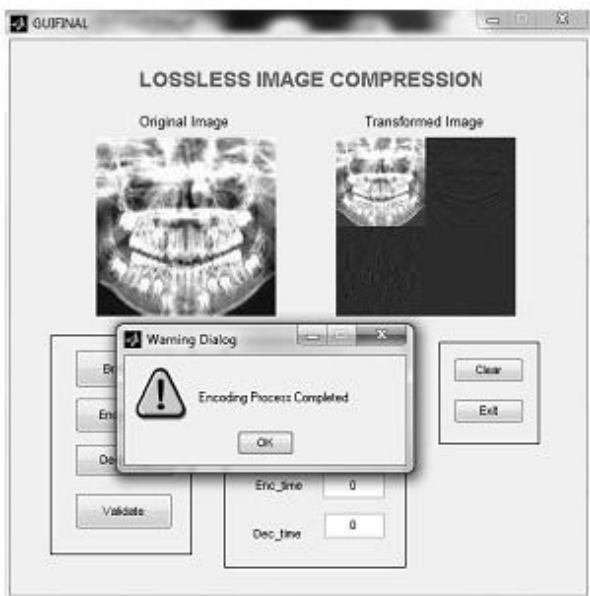 GUIFINAL
LOSSLESS IMAGE COMPRESSION
Original Image
Transformed Image
Warning Dialog
Encoding Process Completed
OK
Clear
Exit
Validate
Enc_time
0
Dec_time
0